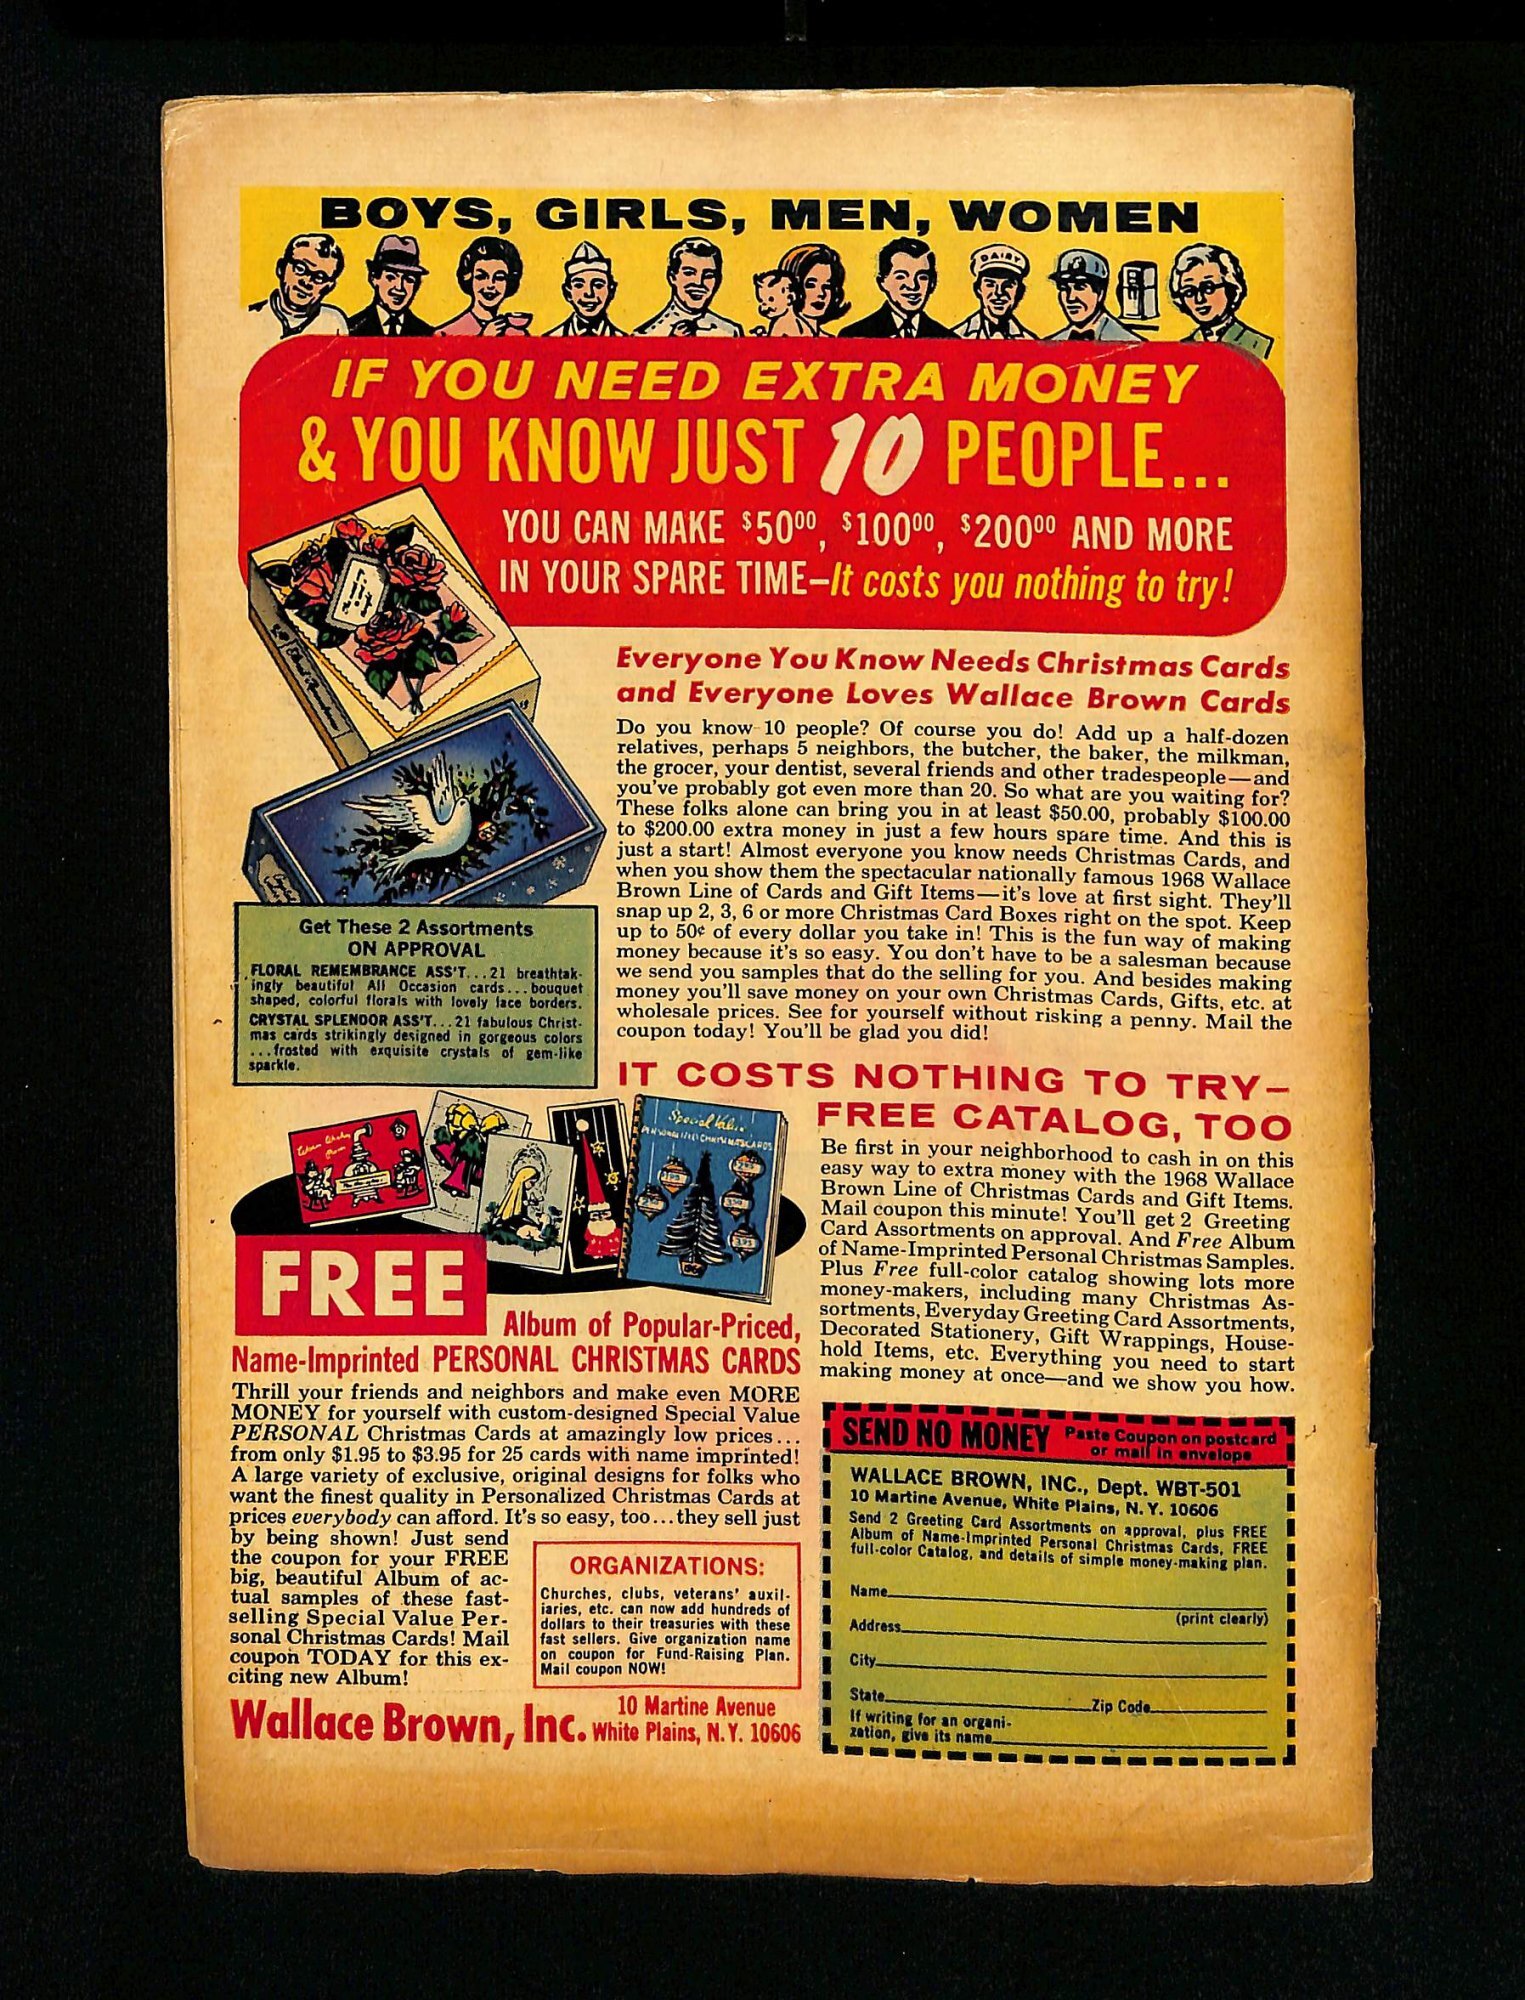 BOYS, GIRLS, MEN, WOMEN
DAIRY
IF YOU NEED EXTRA MONEY
& YOU KNOW JUST 10 PEOPLE...
YOU CAN MAKE $50⁰⁰, $100⁰⁰, $200⁰⁰ AND MORE
IN YOUR SPARE TIME—It costs you nothing to try!
Everyone You Know Needs Christmas Cards
and Everyone Loves Wallace Brown Cards
Do you know 10 people? Of course you do! Add up a half-dozen
relatives, perhaps 5 neighbors, the butcher, the baker, the milkman,
the grocer, your dentist, several friends and other tradespeople—and
you've probably got even more than 20. So what are you waiting for?
These folks alone can bring you in at least $50.00, probably $100.00
to $200.00 extra money in just a few hours spare time. And this is
just a start! Almost everyone you know needs Christmas Cards, and
when you show them the spectacular nationally famous 1968 Wallace
Brown Line of Cards and Gift Items—it's love at first sight. They'll
snap up 2, 3, 6 or more Christmas Card Boxes right on the spot. Keep
up to 50¢ of every dollar you take in! This is the fun way of making
money because it's so easy. You don't have to be a salesman because
we send you samples that do the selling for you. And besides making
money you'll save money on your own Christmas Cards, Gifts, etc. at
wholesale prices. See for yourself without risking a penny. Mail the
coupon today! You'll be glad you did!
Get These 2 Assortments
ON APPROVAL
FLORAL REMEMBRANCE ASS'T...21 breathtak-
ingly beautiful All Occasion cards...bouquet
shaped, colorful florals with lovely lace borders.
CRYSTAL SPLENDOR ASS'T...21 fabulous Christ-
mas cards strikingly designed in gorgeous colors
...frosted with exquisite crystals of gem-like
sparkle.
IT COSTS NOTHING TO TRY—
FREE CATALOG, TOO
Be first in your neighborhood to cash in on this
easy way to extra money with the 1968 Wallace
Brown Line of Christmas Cards and Gift Items.
Mail coupon this minute! You'll get 2 Greeting
Card Assortments on approval. And Free Album
of Name-Imprinted Personal Christmas Samples.
Plus Free full-color catalog showing lots more
money-makers, including many Christmas As-
sortments, Everyday Greeting Card Assortments,
Decorated Stationery, Gift Wrappings, House-
hold Items, etc. Everything you need to start
making money at once—and we show you how.
Special Value
PERSONALIZED CHRISTMAS CARDS
FREE
Album of Popular-Priced,
Name-Imprinted PERSONAL CHRISTMAS CARDS
Thrill your friends and neighbors and make even MORE
MONEY for yourself with custom-designed Special Value
PERSONAL Christmas Cards at amazingly low prices...
from only $1.95 to $3.95 for 25 cards with name imprinted!
A large variety of exclusive, original designs for folks who
want the finest quality in Personalized Christmas Cards at
prices everybody can afford. It's so easy, too...they sell just
by being shown! Just send
the coupon for your FREE
big, beautiful Album of ac-
tual samples of these fast-
selling Special Value Per-
sonal Christmas Cards! Mail
coupon TODAY for this ex-
citing new Album!
ORGANIZATIONS:
Churches, clubs, veterans' auxil-
iaries, etc. can now add hundreds of
dollars to their treasuries with these
fast sellers. Give organization name
on coupon for Fund-Raising Plan.
Mail coupon NOW!
Wallace Brown, Inc. 10 Martine Avenue
White Plains, N.Y. 10606
SEND NO MONEY Paste Coupon on postcard
or mail in envelope
WALLACE BROWN, INC., Dept. WBT-501
10 Martine Avenue, White Plains, N.Y. 10606
Send 2 Greeting Card Assortments on approval, plus FREE
Album of Name-Imprinted Personal Christmas Cards, FREE
full-color Catalog, and details of simple money-making plan.
Name
(print clearly)
Address
City
State Zip Code
If writing for an organi-
zation, give its name